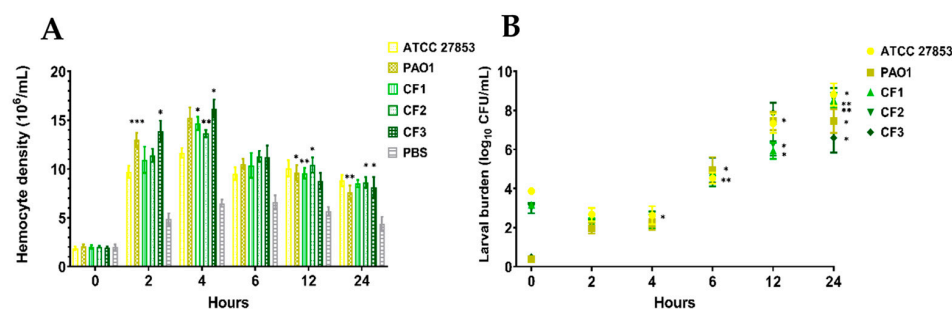 A
Hemocyte density (10⁶/mL)
20
15
10
5
0
***
*
*
**
*
*
**
*
**
*
*
0 2 4 6 12 24
Hours
ATCC 27853
PAO1
CF1
CF2
CF3
PBS
B
Larval burden (log₁₀ CFU/mL)
10
8
6
4
2
0
*
*
**
*
*
*
*
**
**
*
*
0 2 4 6 12 24
Hours
ATCC 27853
PAO1
CF1
CF2
CF3